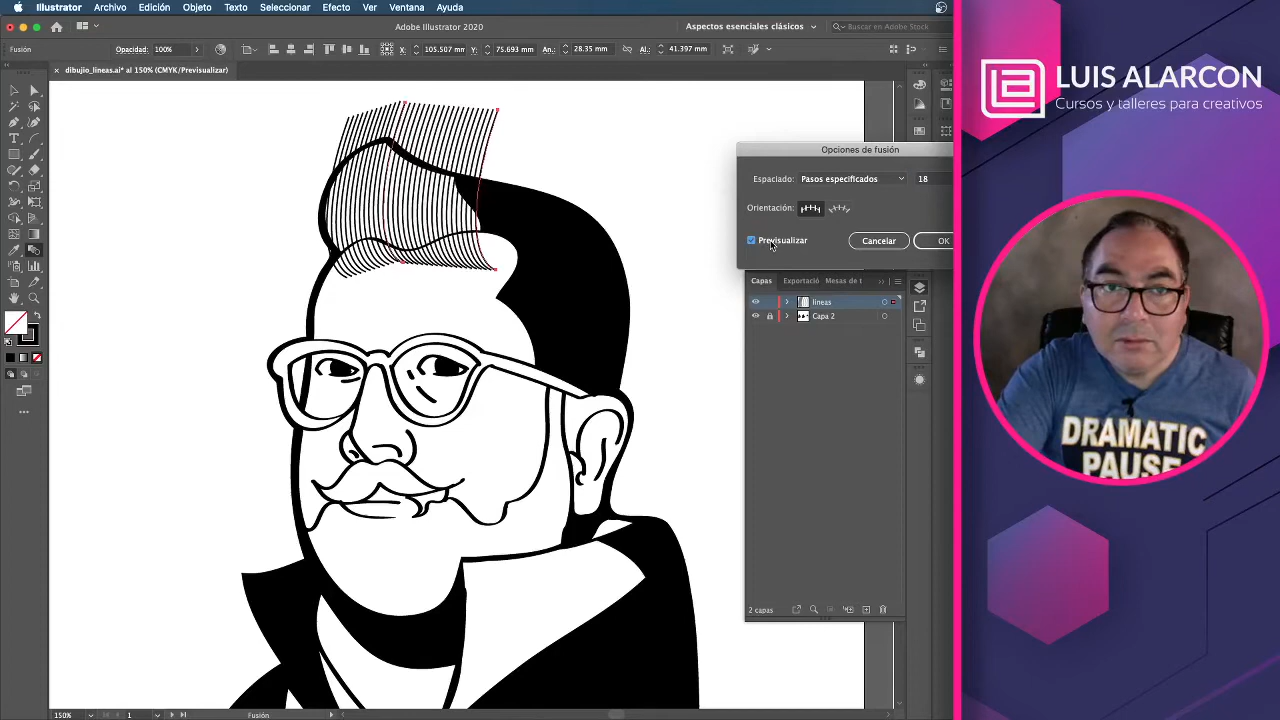 Illustrator Archivo Edición Objeto Texto Seleccionar Efecto Ver Ventana Ayuda
Adobe Illustrator 2020
Aspectos esenciales clásicos
Buscar en Adobe Stock
Fusión
Opacidad: 100%
X: 105.507 mm
Y: 75.693 mm
An.: 28.35 mm
Al.: 41.397 mm
× dibujo_lineas.ai* al 150% (CMYK/Previsualizar)
LUIS ALARCON
Cursos y talleres para creativos
Opciones de fusión
Espaciado: Pasos especificados 18
Orientación:
Previsualizar
Cancelar
OK
Capas Exportació Mesas de t
lineas
Capa 2
DRAMATIC
PAUSE
2 capas
150% 1 Fusión